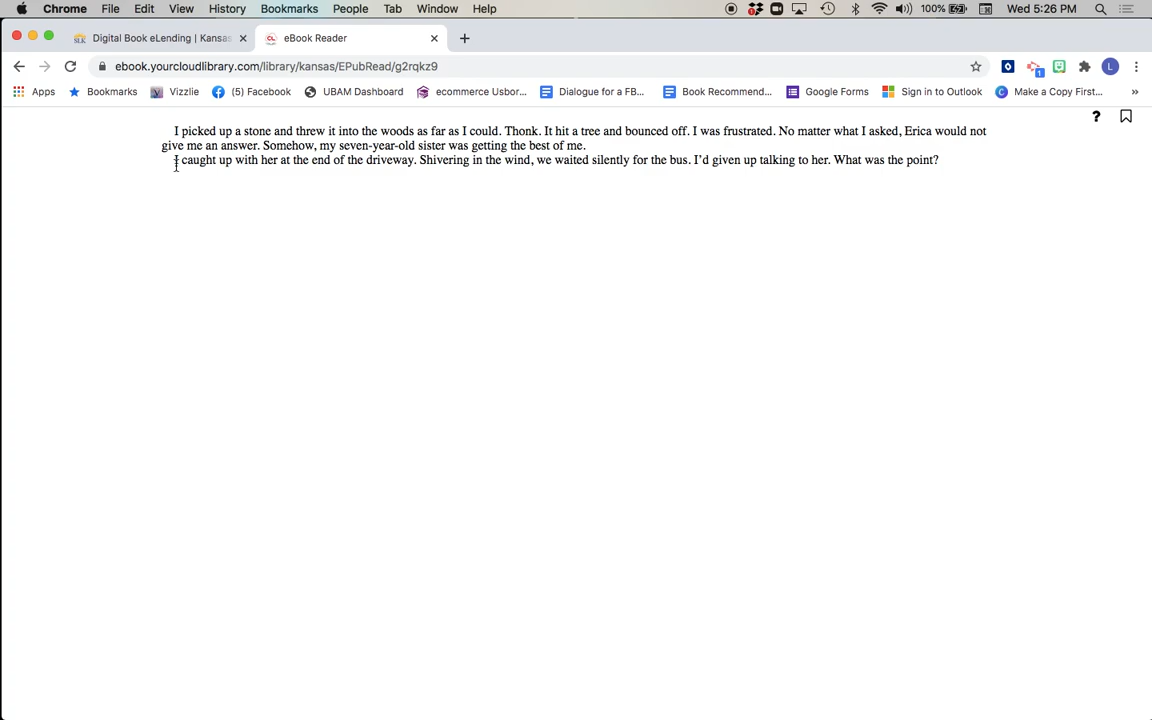 Chrome File Edit View History Bookmarks People Tab Window Help 100% Wed 5:26 PM
Digital Book eLending | Kansas eBook Reader
ebook.yourcloudlibrary.com/library/kansas/EPubRead/g2rqkz9
Apps Bookmarks Vizzlie (5) Facebook UBAM Dashboard ecommerce Usbor... Dialogue for a FB... Book Recommend... Google Forms Sign in to Outlook Make a Copy First... »
?
I picked up a stone and threw it into the woods as far as I could. Thonk. It hit a tree and bounced off. I was frustrated. No matter what I asked, Erica would not
give me an answer. Somehow, my seven-year-old sister was getting the best of me.
I caught up with her at the end of the driveway. Shivering in the wind, we waited silently for the bus. I’d given up talking to her. What was the point?